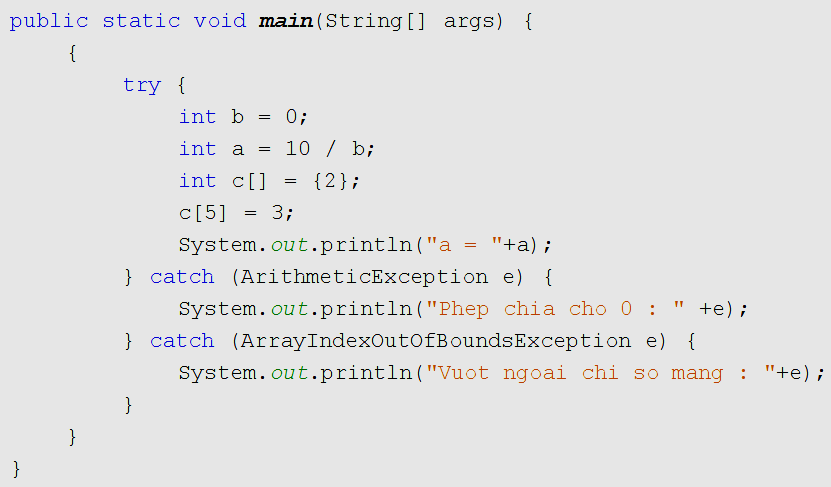 public static void main(String[] args) {
    {
        try {
            int b = 0;
            int a = 10 / b;
            int c[] = {2};
            c[5] = 3;
            System.out.println("a = "+a);
        } catch (ArithmeticException e) {
            System.out.println("Phep chia cho 0 : " +e);
        } catch (ArrayIndexOutOfBoundsException e) {
            System.out.println("Vuot ngoai chi so mang : "+e);
        }
    }
}